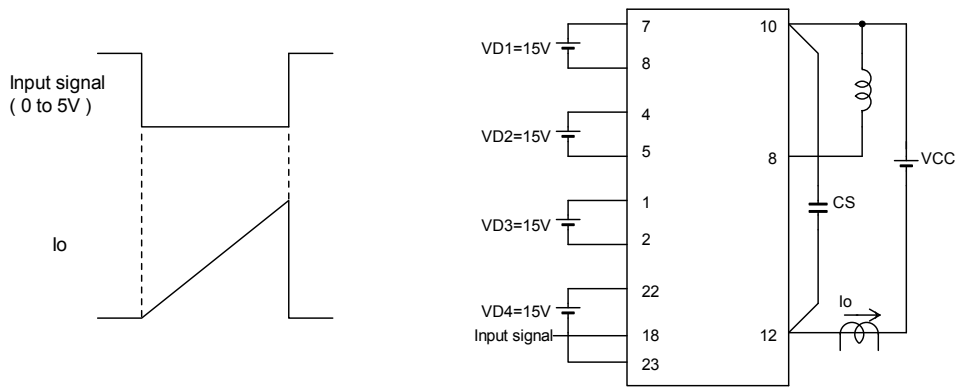 Input signal
( 0 to 5V )
Io
VD1=15V
7
8
VD2=15V
4
5
VD3=15V
1
2
VD4=15V
22
Input signal
18
23
10
8
12
VCC
CS
Io